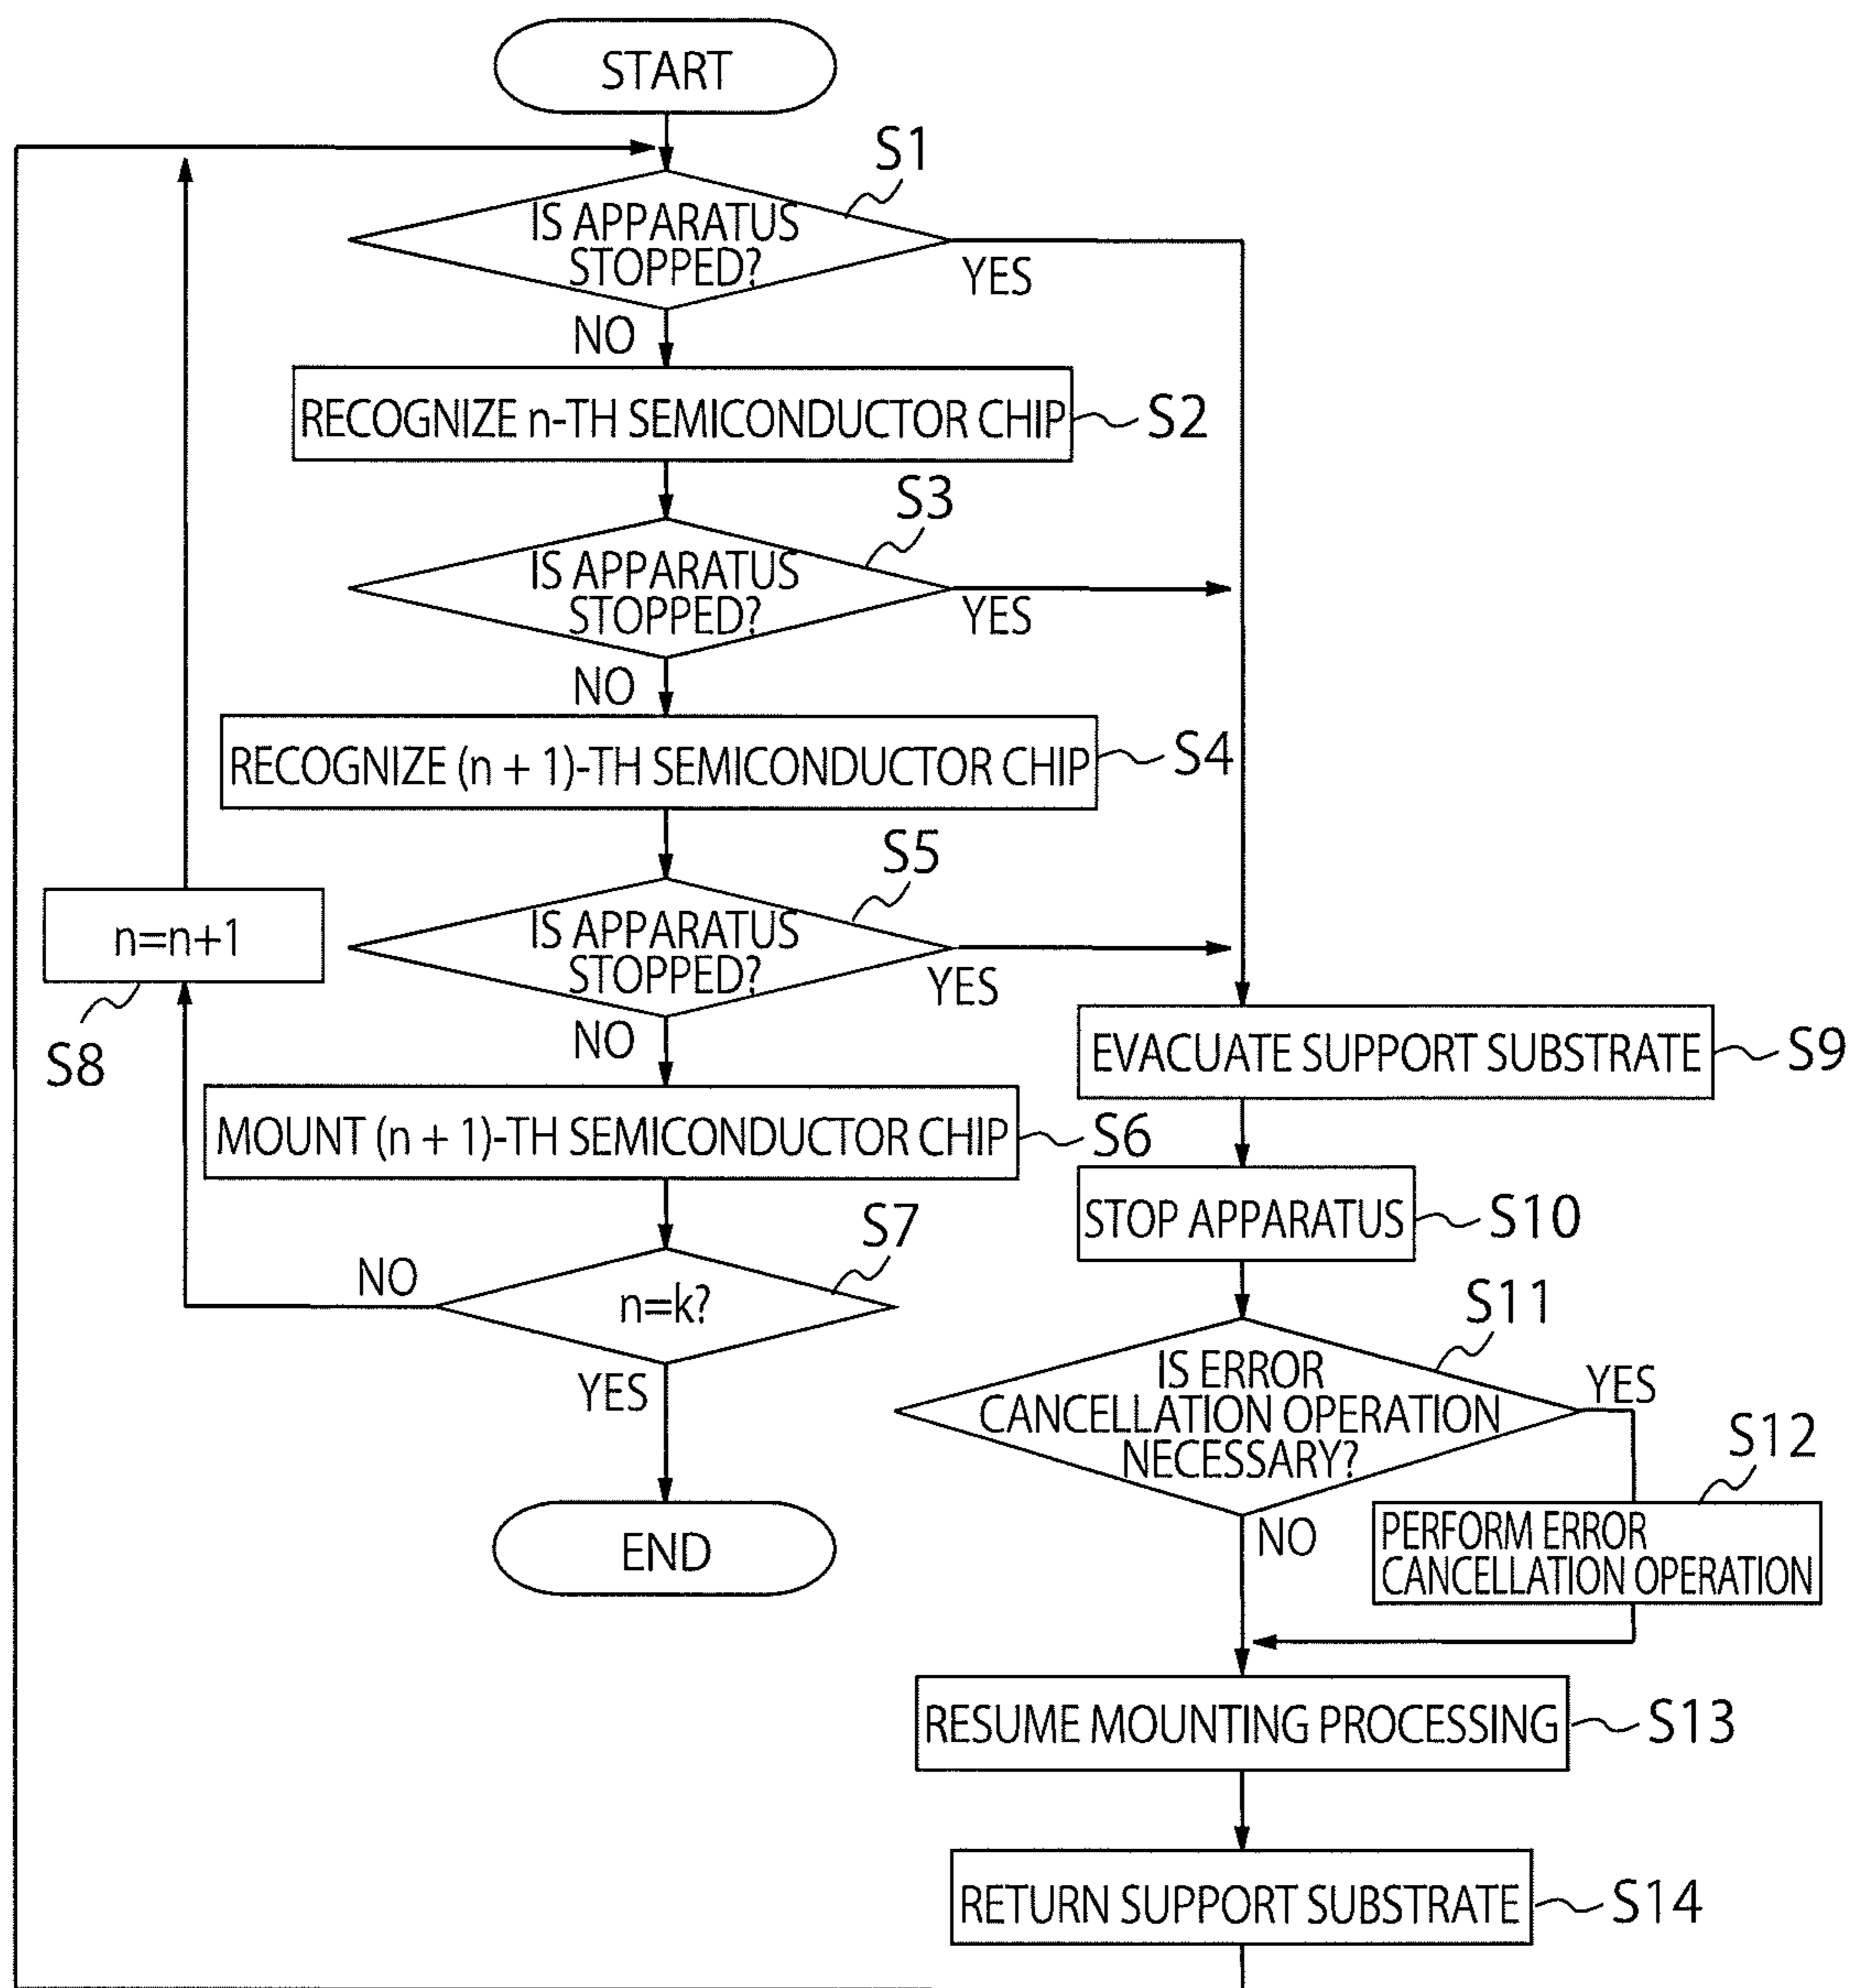 START
S1
IS APPARATUS
STOPPED?
YES
NO
RECOGNIZE n-TH SEMICONDUCTOR CHIP
S2
S3
IS APPARATUS
STOPPED?
YES
NO
RECOGNIZE (n + 1)-TH SEMICONDUCTOR CHIP
S4
S5
IS APPARATUS
STOPPED?
YES
NO
n=n+1
S8
MOUNT (n + 1)-TH SEMICONDUCTOR CHIP
S6
S7
n=k?
NO
YES
END
EVACUATE SUPPORT SUBSTRATE
S9
STOP APPARATUS
S10
S11
IS ERROR
CANCELLATION OPERATION
NECESSARY?
YES
NO
S12
PERFORM ERROR
CANCELLATION OPERATION
RESUME MOUNTING PROCESSING
S13
RETURN SUPPORT SUBSTRATE
S14